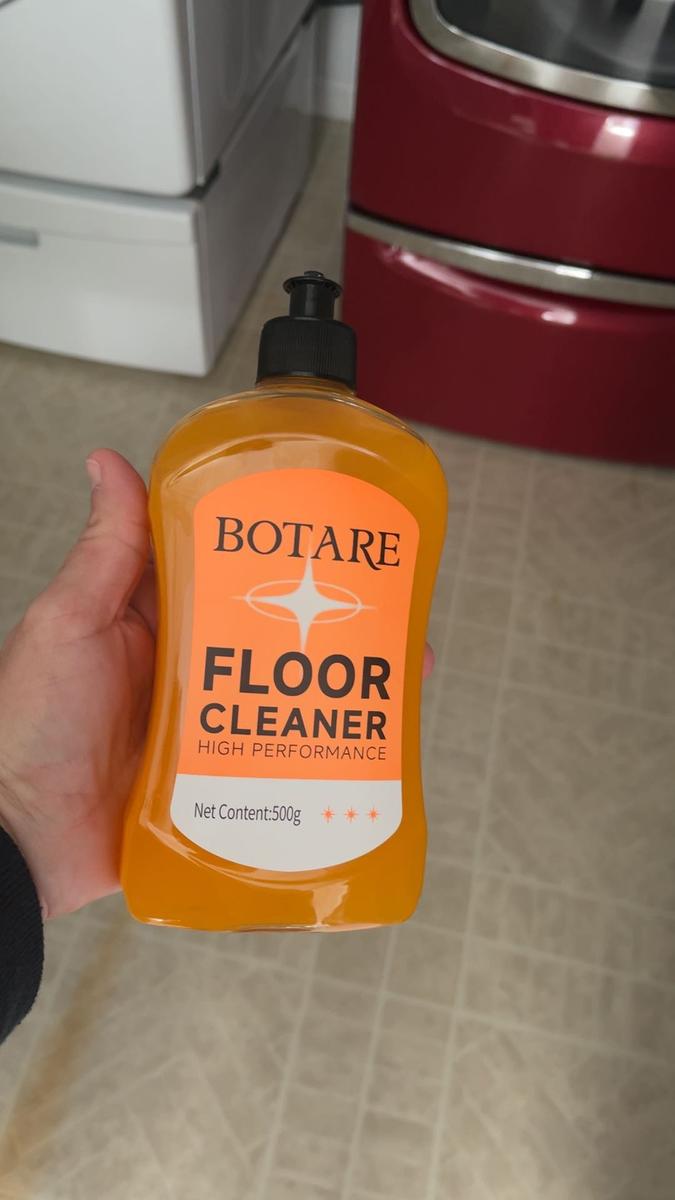 BOTARE
FLOOR
CLEANER
HIGH PERFORMANCE
Net Content:500g